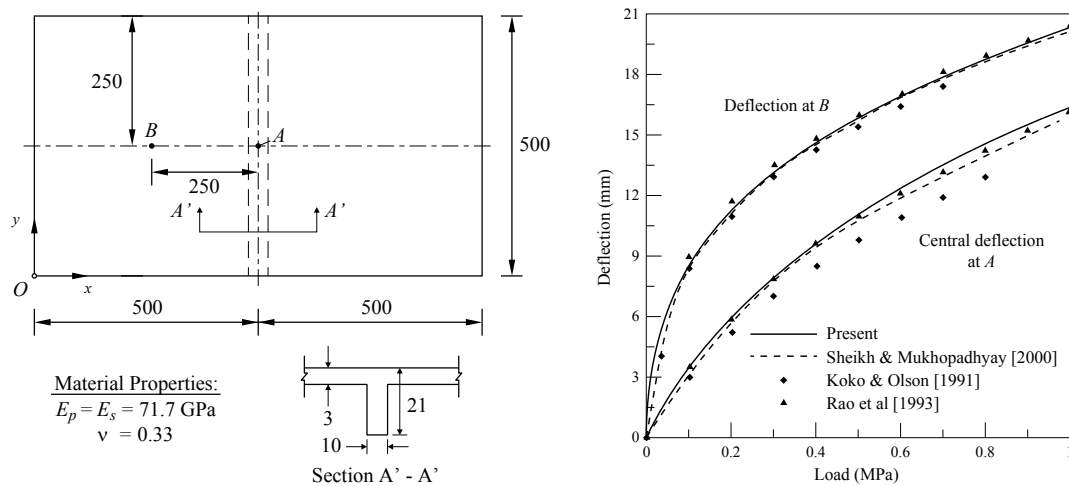 250
B
A
500
250
A’
A’
y
O
x
500
500
Material Properties:
E_p = E_s = 71.7 GPa
ν = 0.33
3
21
10
Section A’ - A’
21
18
15
12
9
6
3
0
Deflection (mm)
Deflection at B
Central deflection
at A
Present
Sheikh & Mukhopadhyay [2000]
Koko & Olson [1991]
Rao et al [1993]
0
0.2
0.4
0.6
0.8
Load (MPa)